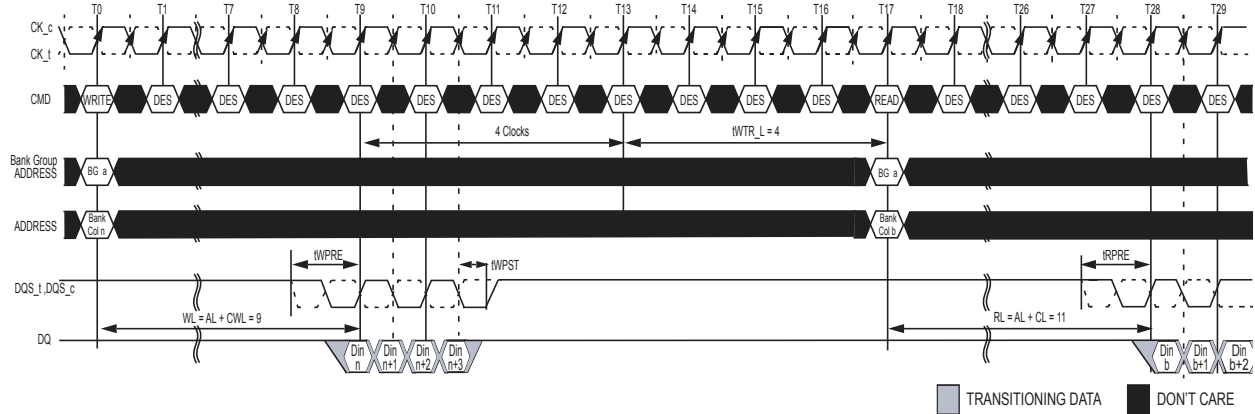 T0 T1 T7 T8 T9 T10 T11 T12 T13 T14 T15 T16 T17 T18 T26 T27 T28 T29
CK_c
CK_t
CMD WRITE DES DES DES DES DES DES DES DES DES DES DES READ DES DES DES DES DES
4 Clocks tWTR_L = 4
Bank Group
ADDRESS
BG a BG a
ADDRESS
Bank
Col n
Bank
Col b
tWPRE tWPST tRPRE
DQS_t ,DQS_c
WL = AL + CWL = 9 RL = AL + CL = 11
DQ
Din
n
Din
n+1
Din
n+2
Din
n+3
Din
b
Din
b+1
Din
b+2
TRANSITIONING DATA DON'T CARE